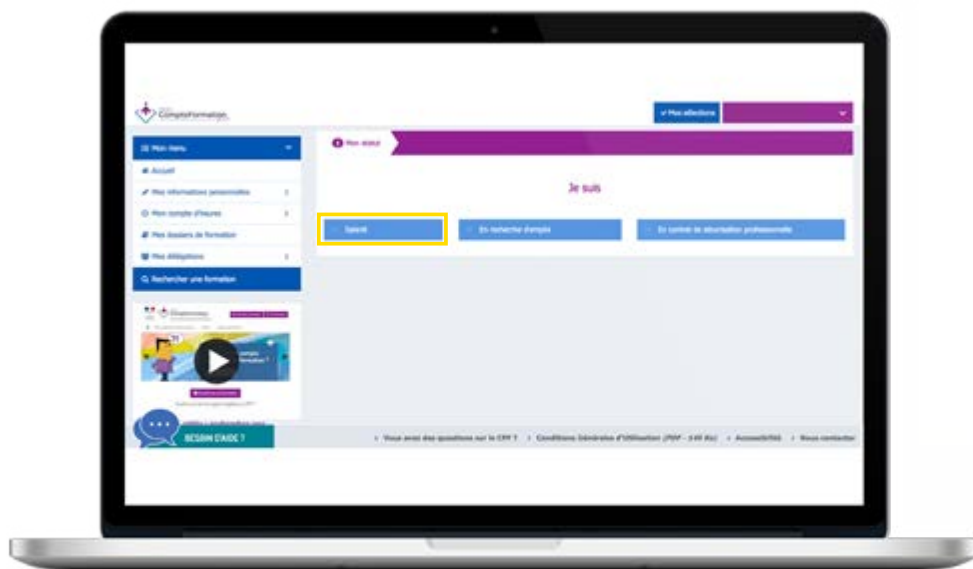 CompteFormation
✓ Mes sélections
Mon menu
Accueil
Mes informations personnelles
Mon compte d'heures
Mes dossiers de formation
Mes délégations
Rechercher une formation
1 Mon statut
Je suis
Salarié
En recherche d'emploi
En contrat de sécurisation professionnelle
BESOIN D'AIDE ?
› Vous avez des questions sur le CPF ? › Conditions Générales d'Utilisation › Accessibilité › Nous contacter